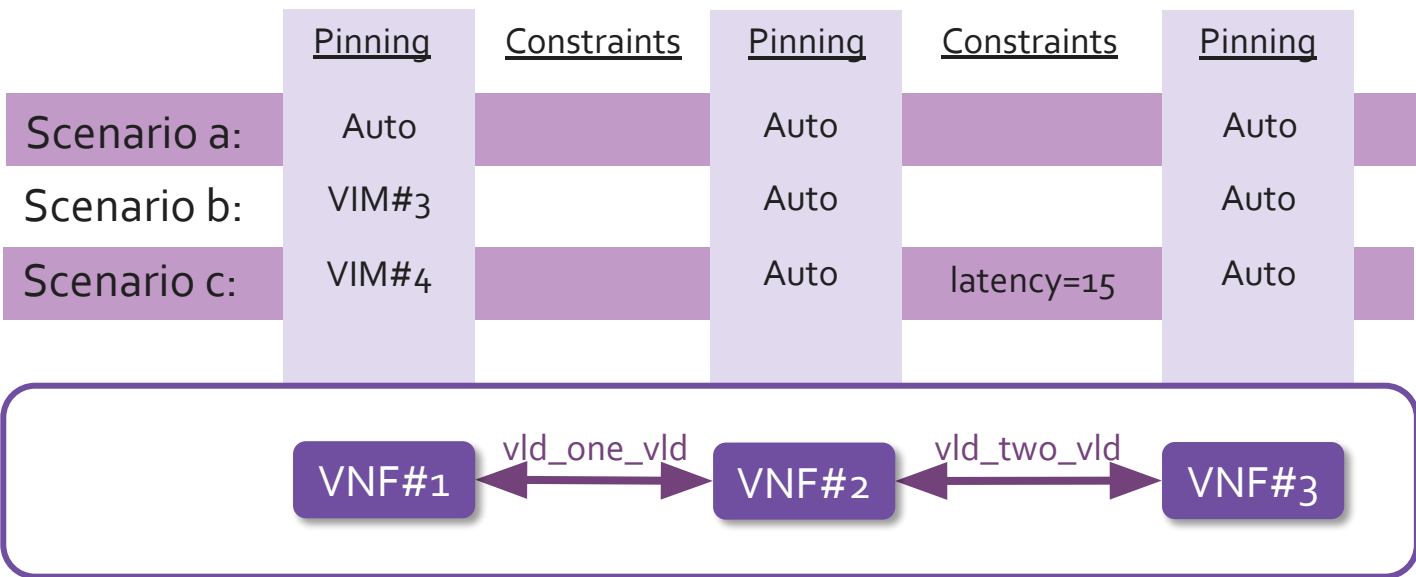 Pinning Constraints Pinning Constraints Pinning
Scenario a: Auto Auto Auto
Scenario b: VIM#3 Auto Auto
Scenario c: VIM#4 Auto latency=15 Auto
vld_one_vld vld_two_vld
VNF#1 VNF#2 VNF#3